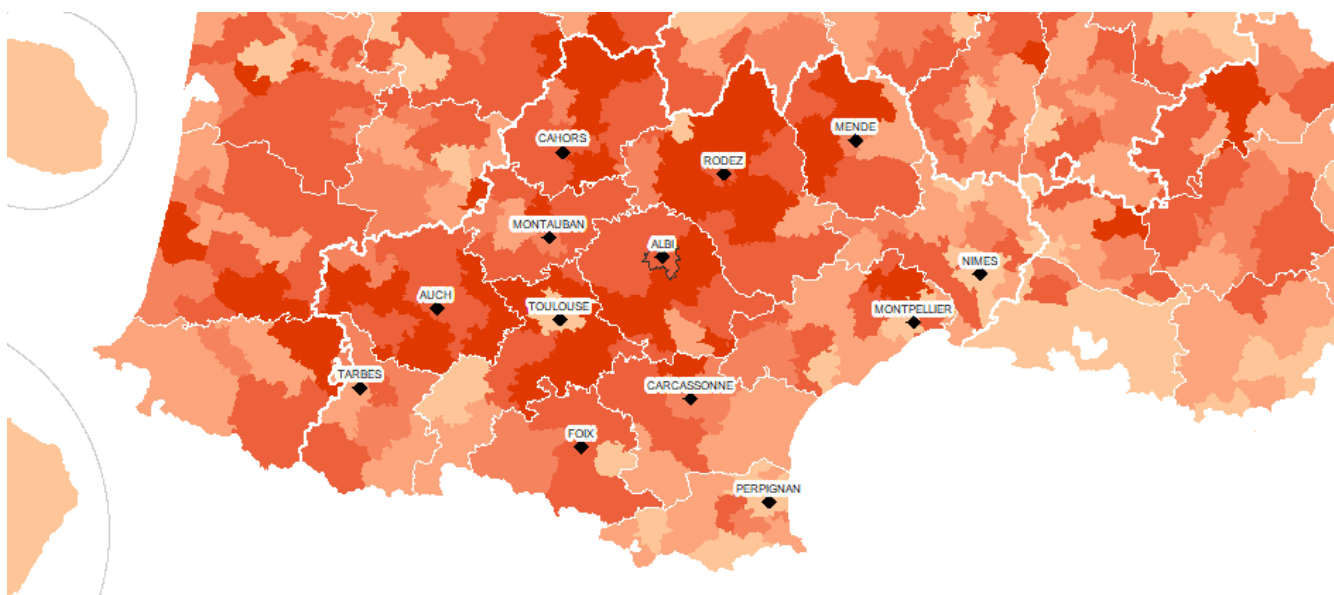 MENDE
CAHORS
RODEZ
MONTAUBAN
ALBI
NIMES
AUCH
TOULOUSE
MONTPELLIER
TARBES
CARCASSONNE
FOIX
PERPIGNAN